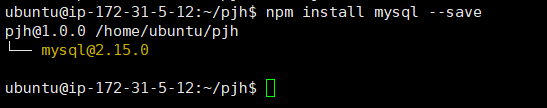 ubuntu@ip-172-31-5-12:~/pjh$ npm install mysql --save
pjh@1.0.0 /home/ubuntu/pjh
└── mysql@2.15.0
ubuntu@ip-172-31-5-12:~/pjh$